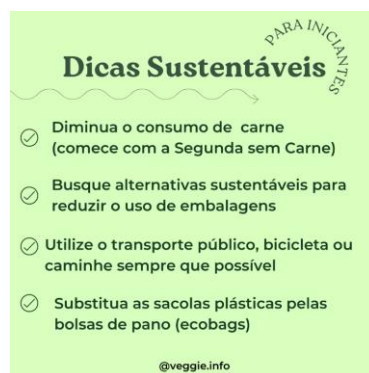 PARA INICIANTES
Dicas Sustentáveis
Diminua o consumo de carne
(comece com a Segunda sem Carne)
Busque alternativas sustentáveis para
reduzir o uso de embalagens
Utilize o transporte público, bicicleta ou
caminhe sempre que possível
Substitua as sacolas plásticas pelas
bolsas de pano (ecobags)
@veggie.info